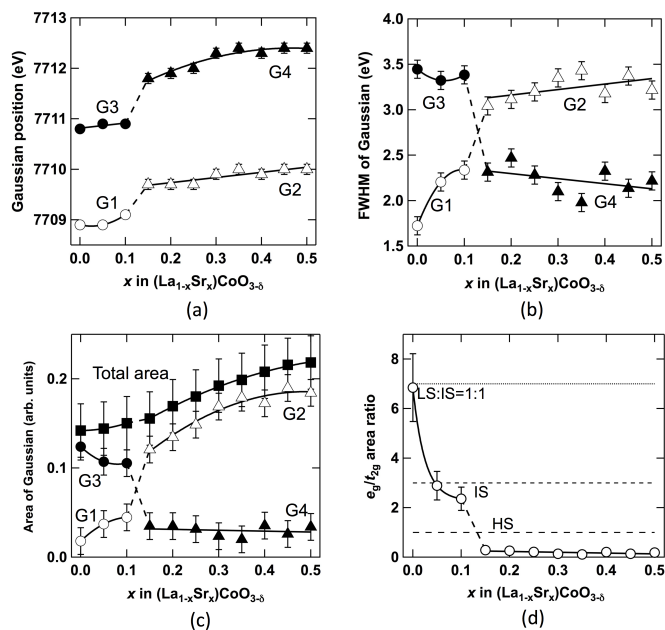 7713
7712
7711
7710
7709
Gaussian position (eV)
G3
G4
G1
G2
0.0 0.1 0.2 0.3 0.4 0.5
x in (La1-xSrx)CoO3-δ
(a)
4.0
3.5
3.0
2.5
2.0
1.5
FWHM of Gaussian (eV)
G3
G2
G1
G4
0.0 0.1 0.2 0.3 0.4 0.5
x in (La1-xSrx)CoO3-δ
(b)
0.2
0.1
0.0
Area of Gaussian (arb. units)
Total area
G2
G3
G1
G4
0.0 0.1 0.2 0.3 0.4 0.5
x in (La1-xSrx)CoO3-δ
(c)
8
6
4
2
0
eg/t2g area ratio
LS:IS=1:1
IS
HS
0.0 0.1 0.2 0.3 0.4 0.5
x in (La1-xSrx)CoO3-δ
(d)